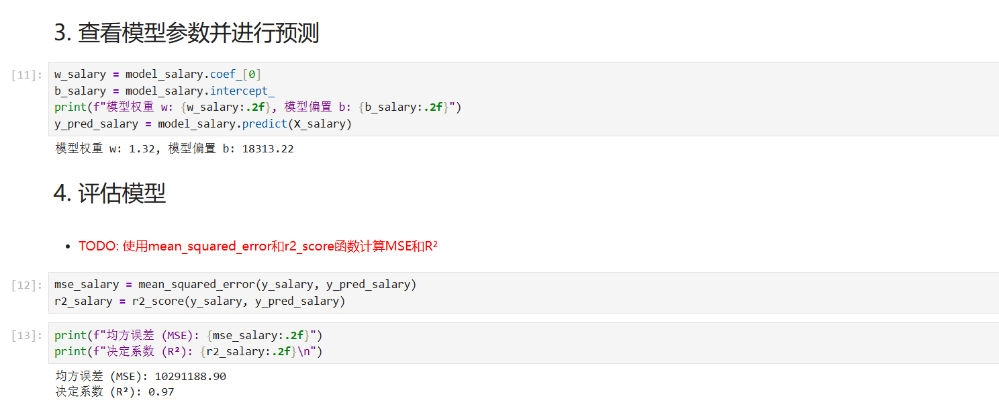 3. 查看模型参数并进行预测
[11]:
w_salary = model_salary.coef_[0]
b_salary = model_salary.intercept_
print(f"模型权重 w: {w_salary:.2f}, 模型偏置 b: {b_salary:.2f}")
y_pred_salary = model_salary.predict(X_salary)
模型权重 w: 1.32, 模型偏置 b: 18313.22
4. 评估模型
• TODO: 使用mean_squared_error和r2_score函数计算MSE和R²
[12]:
mse_salary = mean_squared_error(y_salary, y_pred_salary)
r2_salary = r2_score(y_salary, y_pred_salary)
[13]:
print(f"均方误差 (MSE): {mse_salary:.2f}")
print(f"决定系数 (R²): {r2_salary:.2f}\n")
均方误差 (MSE): 10291188.90
决定系数 (R²): 0.97